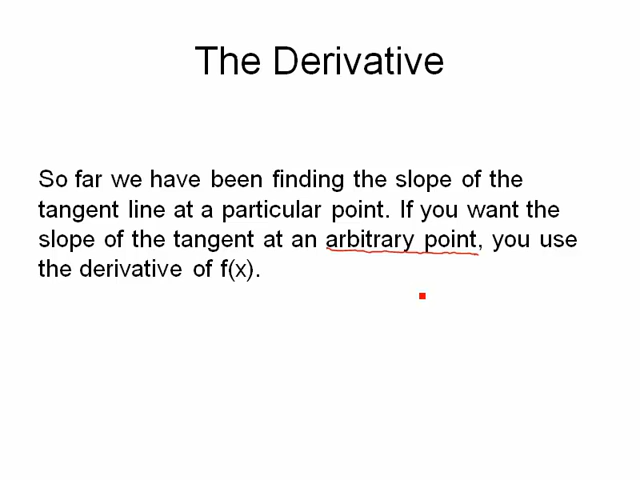 The Derivative
So far we have been finding the slope of the
tangent line at a particular point. If you want the
slope of the tangent at an arbitrary point, you use
the derivative of f(x).